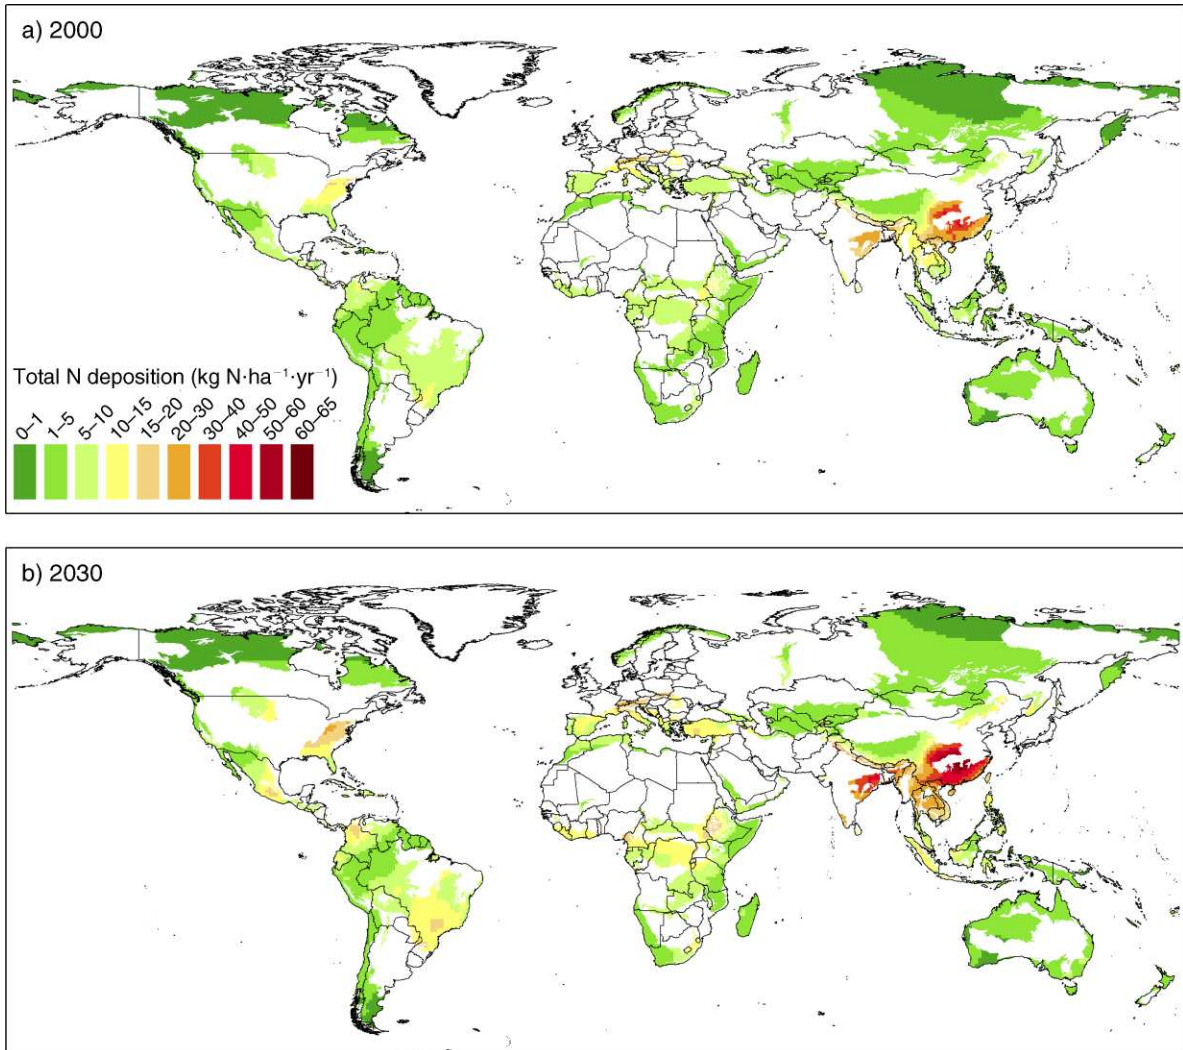 a) 2000
Total N deposition (kg N·ha⁻¹·yr⁻¹)
0–1 1–5 5–10 10–15 15–20 20–30 30–40 40–50 50–60 60–65
b) 2030